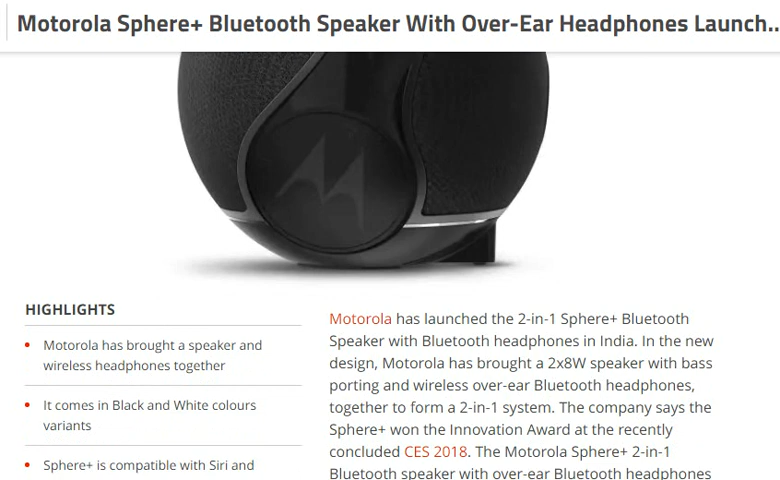 Motorola Sphere+ Bluetooth Speaker With Over-Ear Headphones Launch..
HIGHLIGHTS
Motorola has brought a speaker and
wireless headphones together
It comes in Black and White colours
variants
Sphere+ is compatible with Siri and
Motorola has launched the 2-in-1 Sphere+ Bluetooth
Speaker with Bluetooth headphones in India. In the new
design, Motorola has brought a 2x8W speaker with bass
porting and wireless over-ear Bluetooth headphones,
together to form a 2-in-1 system. The company says the
Sphere+ won the Innovation Award at the recently
concluded CES 2018. The Motorola Sphere+ 2-in-1
Bluetooth speaker with over-ear Bluetooth headphones